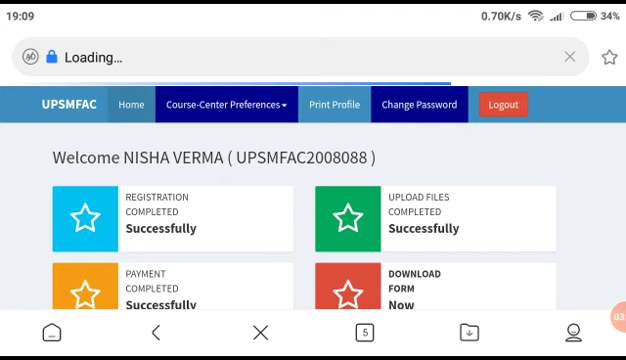 19:09 0.70K/s 34%
Loading...
UPSMFAC Home Course-Center Preferences Print Profile Change Password Logout
Welcome NISHA VERMA ( UPSMFAC2008088 )
REGISTRATION
COMPLETED
Successfully
UPLOAD FILES
COMPLETED
Successfully
PAYMENT
COMPLETED
Successfully
DOWNLOAD
FORM
Now
5
03